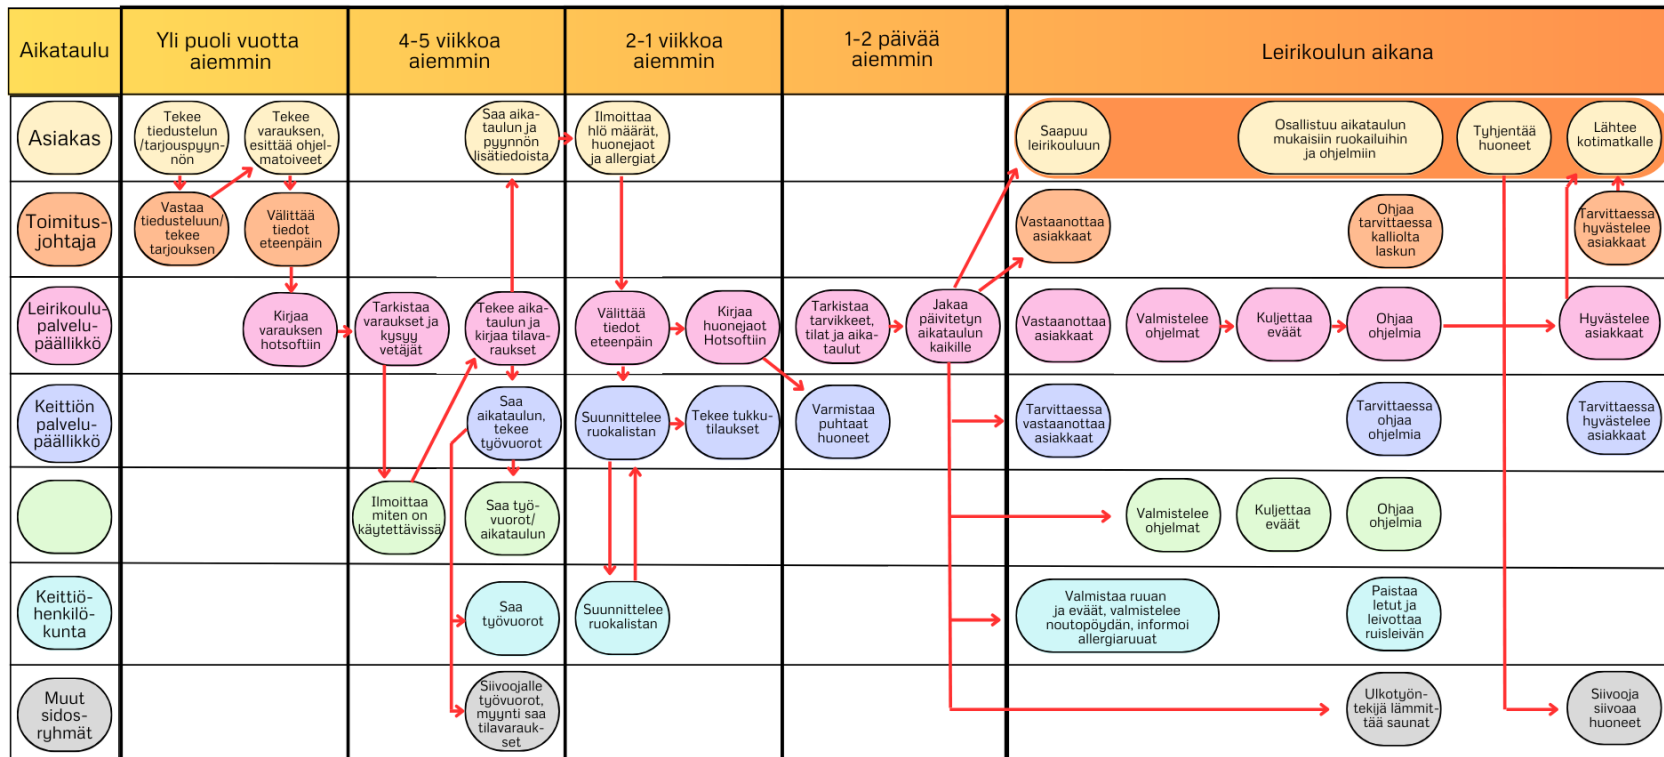 Aikataulu
Yli puoli vuotta
aiemmin
4-5 viikkoa
aiemmin
2-1 viikkoa
aiemmin
1-2 päivää
aiemmin
Leirikoulun aikana
Asiakas
Tekee
tiedustelun
/tarjouspyyn-
nön
Tekee
varauksen,
esittää ohjel-
matoiveet
Saa aika-
taulun ja
pyynnön
lisätiedoista
Ilmoittaa
hlö määrät,
huonejaot
ja allergiat
Saapuu
leirikouluun
Osallistuu aikataulun
mukaisiin ruokailuihin
ja ohjelmiin
Tyhjentää
huoneet
Lähtee
kotimatkalle
Toimitus-
johtaja
Vastaa
tiedusteluun/
tekee
tarjouksen
Välittää
tiedot
eteenpäin
Vastaanottaa
asiakkaat
Ohjaa
tarvittaessa
kalliolta
laskun
Tarvittaessa
hyvästelee
asiakkaat
Leirikoulu-
palvelu-
päällikkö
Kirjaa
varauksen
hotsoftiin
Tarkistaa
varaukset ja
kysyy
vetäjät
Tekee aika-
taulun ja
kirjaa tilava-
raukset
Välittää
tiedot
eteenpäin
Kirjaa
huonejaot
Hotsoftiin
Tarkistaa
tarvikkeet,
tilat ja aika-
taulut
Jakaa
päivitetyn
aikataulun
kaikille
Vastaanottaa
asiakkaat
Valmistelee
ohjelmat
Kuljettaa
eväät
Ohjaa
ohjelmia
Hyvästelee
asiakkaat
Keittiön
palvelu-
päällikkö
Saa
aikataulun,
tekee
työvuorot
Suunnittelee
ruokalistan
Tekee tukku-
tilaukset
Varmistaa
puhtaat
huoneet
Tarvittaessa
vastaanottaa
asiakkaat
Tarvittaessa
ohjaa
ohjelmia
Tarvittaessa
hyvästelee
asiakkaat
Ilmoittaa
miten on
käytettävissä
Saa työ-
vuorot/
aikataulun
Valmistelee
ohjelmat
Kuljettaa
eväät
Ohjaa
ohjelmia
Keittiö-
henkilö-
kunta
Saa
työvuorot
Suunnittelee
ruokalistan
Valmistaa ruuan
ja eväät, valmistelee
noutopöydän, informoi
allergiaruuat
Paistaa
letut ja
leivottaa
ruisleivän
Muut
sidos-
ryhmät
Siivoojalle
työvuorot,
myynti saa
tilavarauk-
set
Ulkotyön-
tekijä lämmit-
tää saunat
Siivooja
siivoaa
huoneet